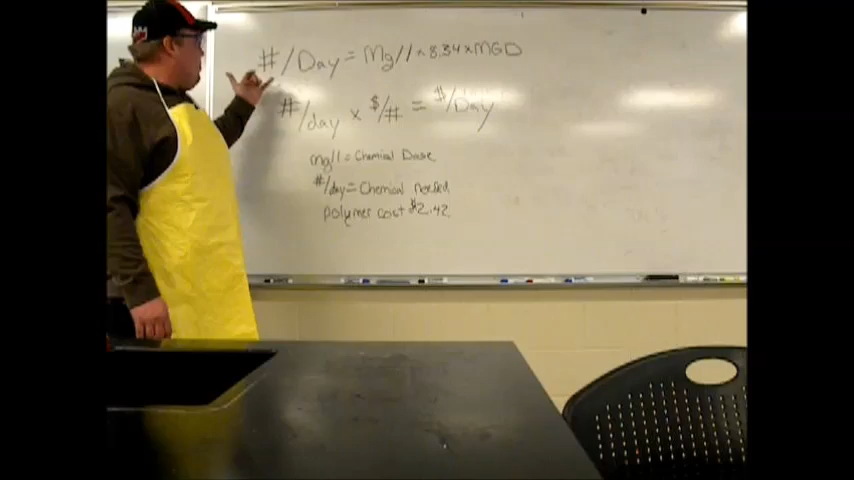 #/Day = Mg/l × 8.34 × MGD
#/day × $/# = $/Day
mg/l = Chemical Dose
#/day = Chemical needed
polymer cost $2.42